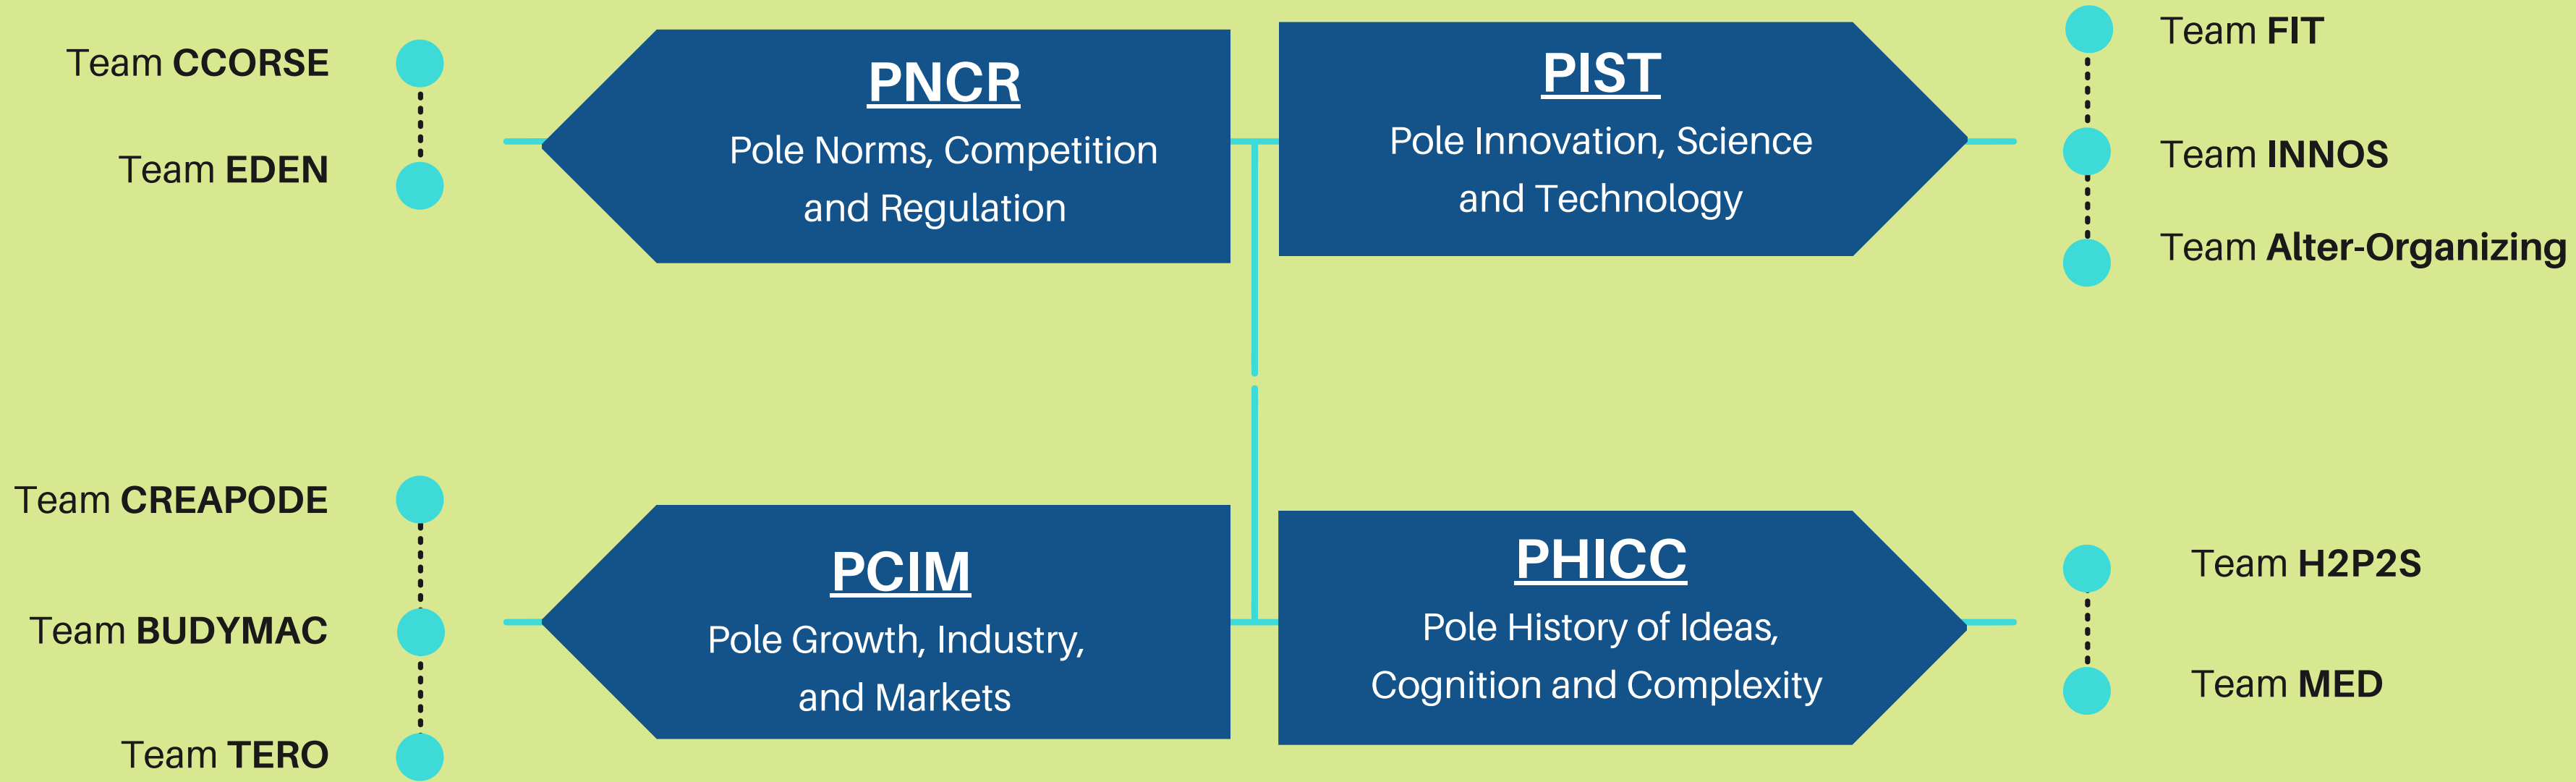 Team CCORSE
Team EDEN
PNCR
Pole Norms, Competition
and Regulation
PIST
Pole Innovation, Science
and Technology
Team FIT
Team INNOS
Team Alter-Organizing
Team CREAPODE
Team BUDYMAC
Team TERO
PCIM
Pole Growth, Industry,
and Markets
PHICC
Pole History of Ideas,
Cognition and Complexity
Team H2P2S
Team MED